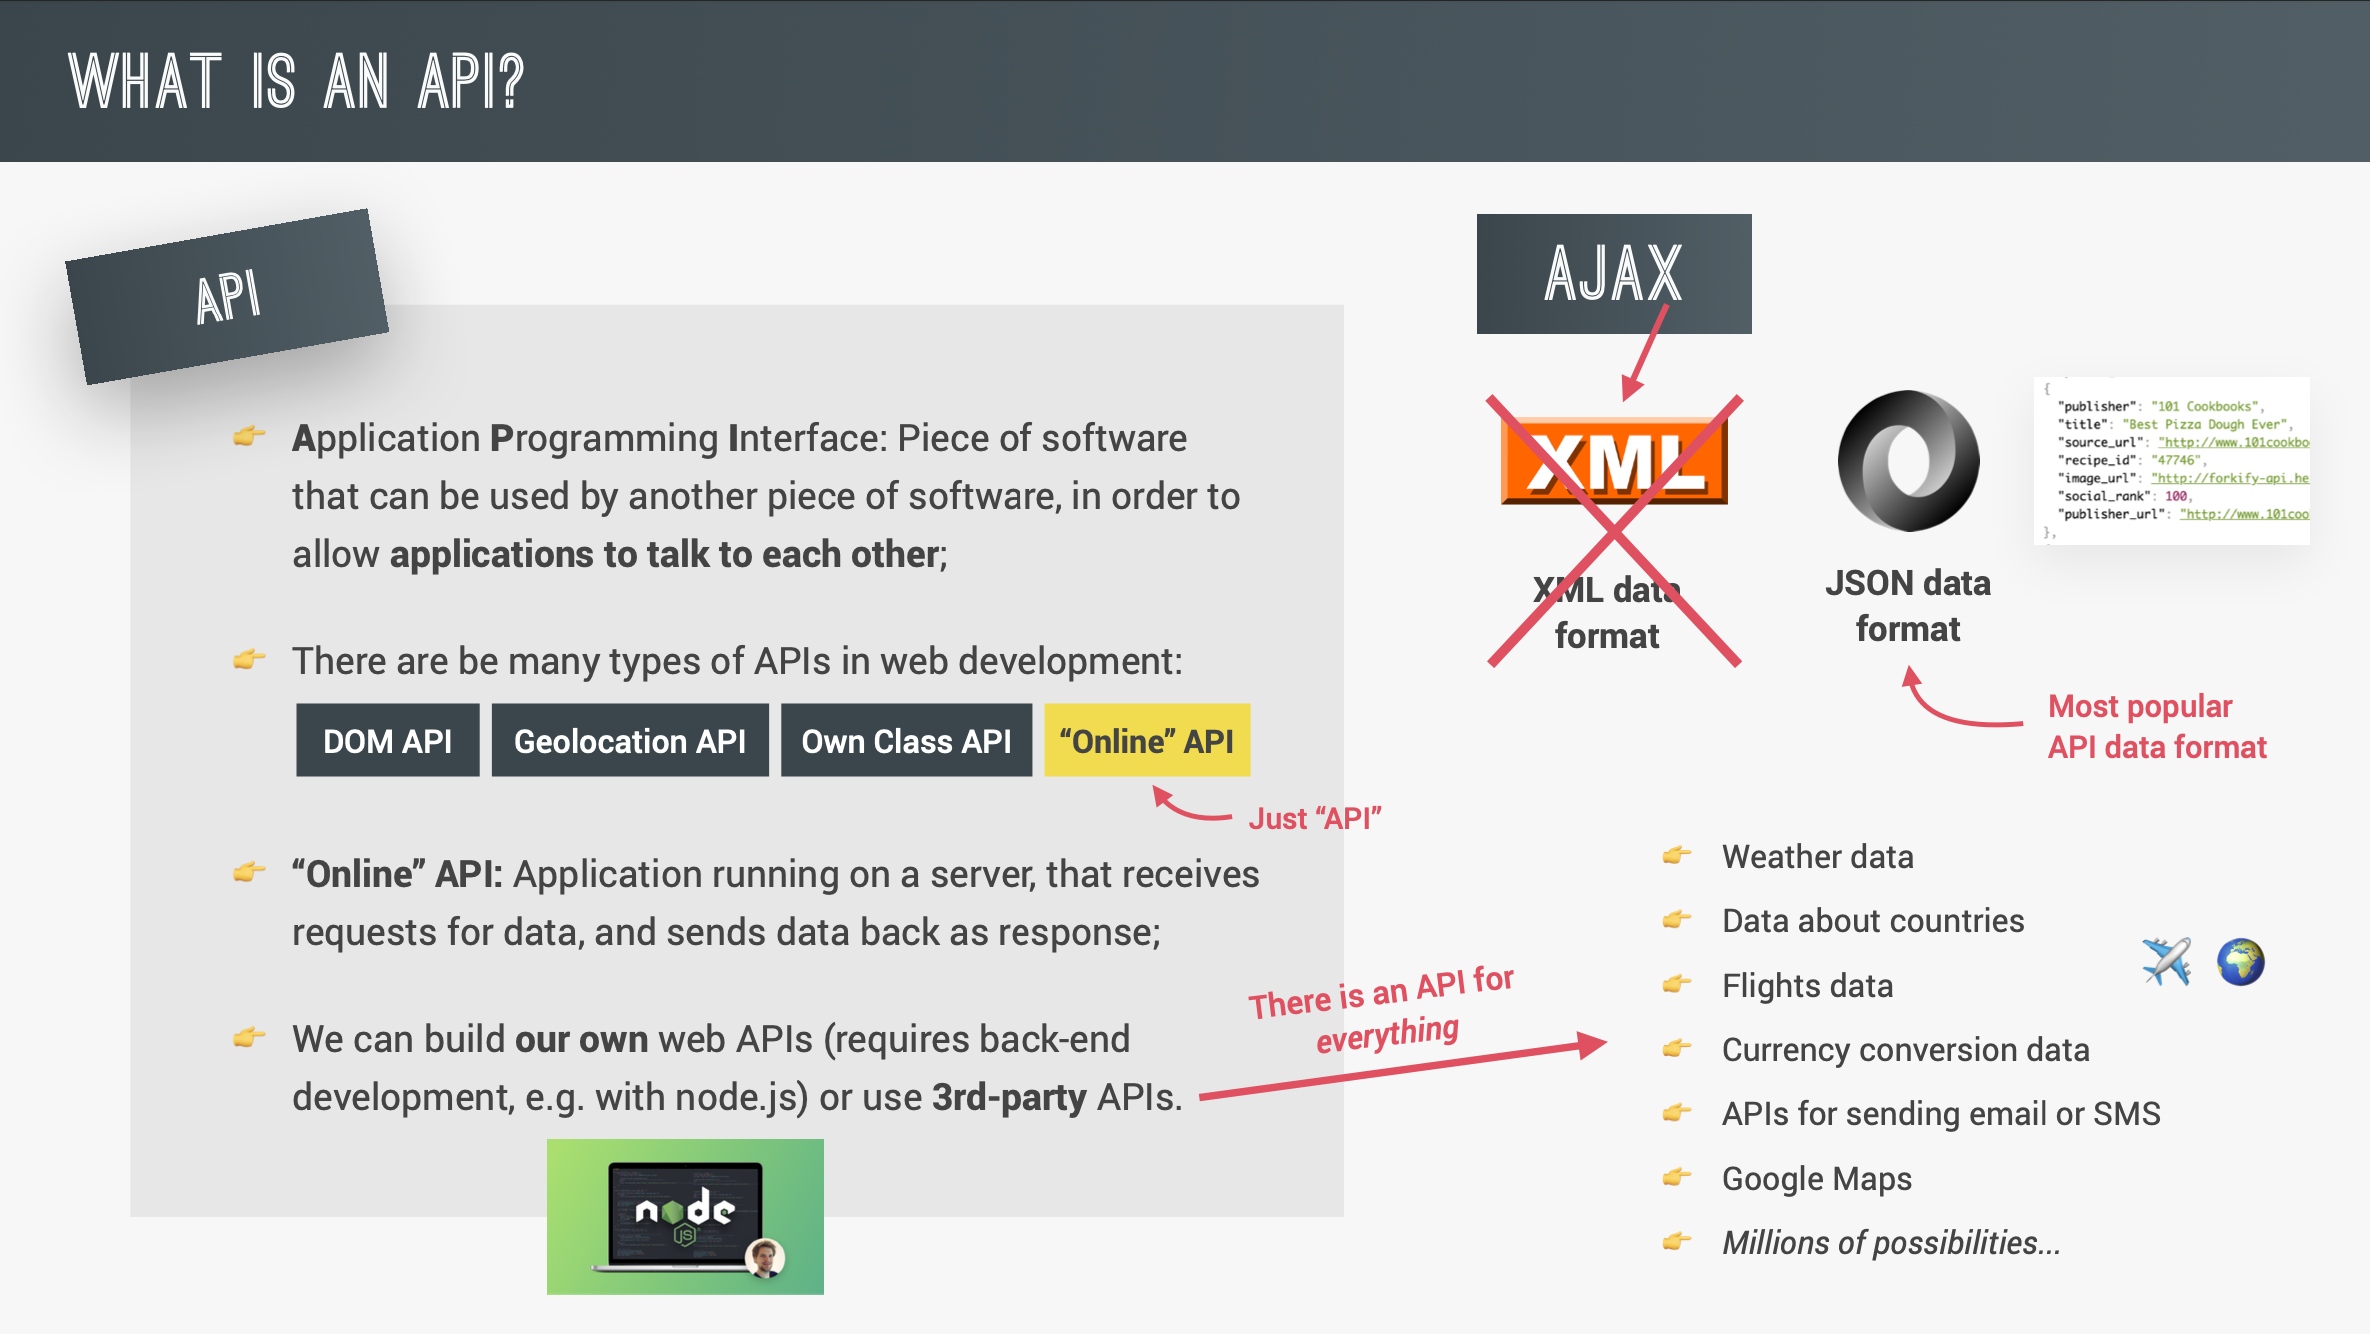 WHAT IS AN API?
API
Application Programming Interface: Piece of software
that can be used by another piece of software, in order to
allow applications to talk to each other;
There are be many types of APIs in web development:
DOM API
Geolocation API
Own Class API
“Online” API
Just “API”
“Online” API: Application running on a server, that receives
requests for data, and sends data back as response;
We can build our own web APIs (requires back-end
development, e.g. with node.js) or use 3rd-party APIs.
There is an API for
everything
node
JS
AJAX
XML
XML data
format
JSON data
format
{
"publisher": "101 Cookbooks",
"title": "Best Pizza Dough Ever",
"source_url": "http://www.101cookbo
"recipe_id": "47746",
"image_url": "http://forkify-api.he
"social_rank": 100,
"publisher_url": "http://www.101coo
},
Most popular
API data format
Weather data
Data about countries
Flights data
Currency conversion data
APIs for sending email or SMS
Google Maps
Millions of possibilities...